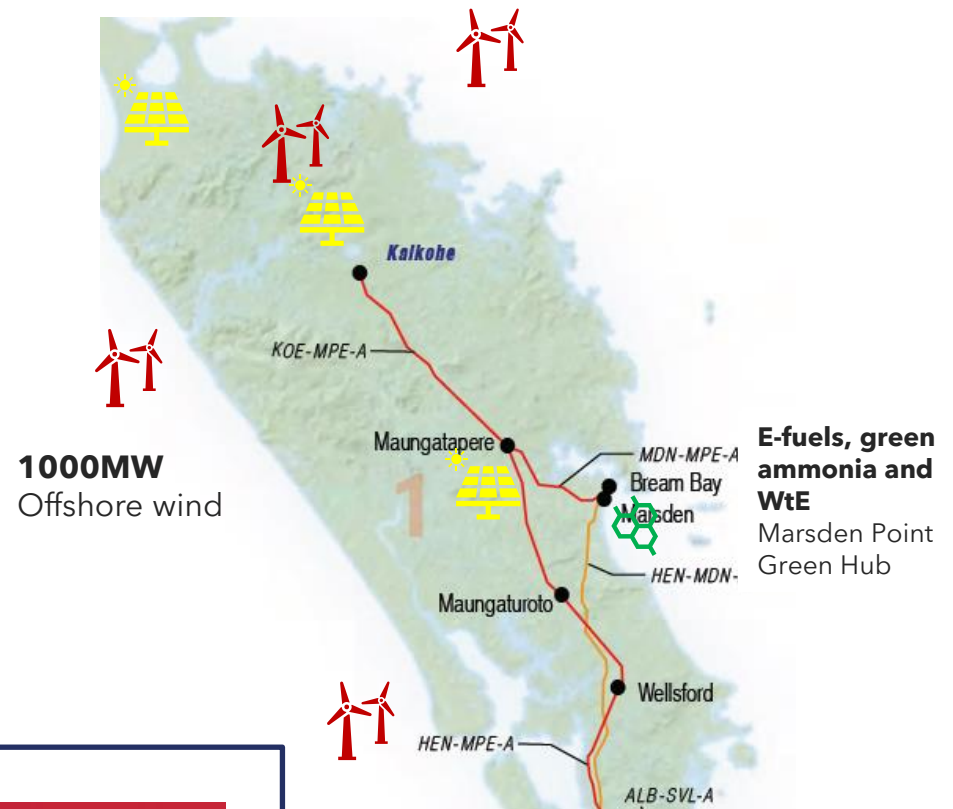 Kaikohe
KOE-MPE-A
Maungatapere
MDN-MPE-A
1
Bream Bay
Marsden
HEN-MDN-
Maungaturoto
Wellsford
HEN-MPE-A
ALB-SVL-A
1000MW
Offshore wind
E-fuels, green
ammonia and
WtE
Marsden Point
Green Hub